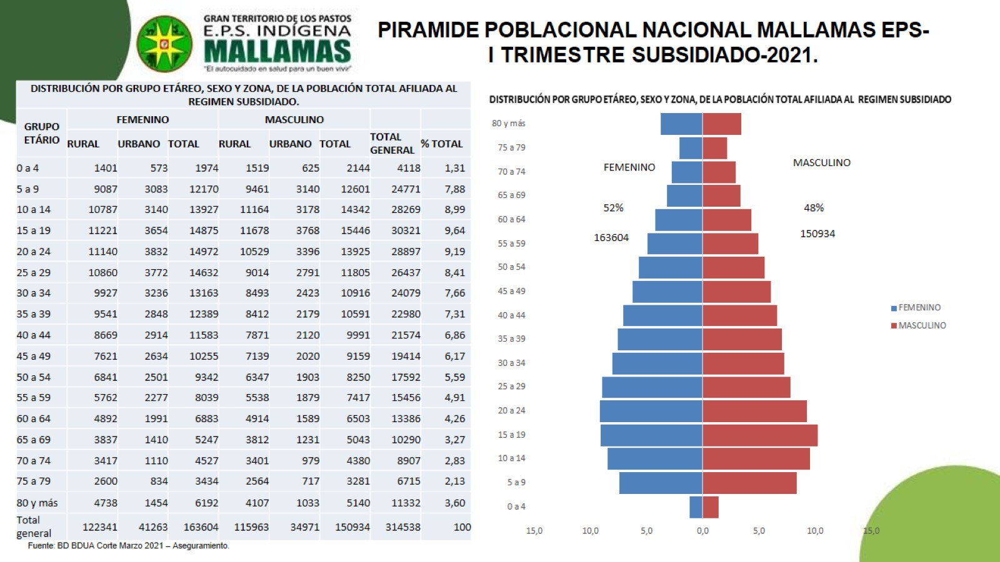 GRAN TERRITORIO DE LOS PASTOS
E.P.S. INDÍGENA
MALLAMAS
"El autocuidado en salud para un buen vivir"
PIRAMIDE POBLACIONAL NACIONAL MALLAMAS EPS-
I TRIMESTRE SUBSIDIADO-2021.
DISTRIBUCIÓN POR GRUPO ETÁREO, SEXO Y ZONA, DE LA POBLACIÓN TOTAL AFILIADA AL
REGIMEN SUBSIDIADO.
GRUPO ETÁRIO FEMENINO MASCULINO
RURAL URBANO TOTAL RURAL URBANO TOTAL TOTAL GENERAL % TOTAL
0 a 4 1401 573 1974 1519 625 2144 4118 1,31
5 a 9 9087 3083 12170 9461 3140 12601 24771 7,88
10 a 14 10787 3140 13927 11164 3178 14342 28269 8,99
15 a 19 11221 3654 14875 11678 3768 15446 30321 9,64
20 a 24 11140 3832 14972 10529 3396 13925 28897 9,19
25 a 29 10860 3772 14632 9014 2791 11805 26437 8,41
30 a 34 9927 3236 13163 8493 2423 10916 24079 7,66
35 a 39 9541 2848 12389 8412 2179 10591 22980 7,31
40 a 44 8669 2914 11583 7871 2120 9991 21574 6,86
45 a 49 7621 2634 10255 7139 2020 9159 19414 6,17
50 a 54 6841 2501 9342 6347 1903 8250 17592 5,59
55 a 59 5762 2277 8039 5538 1879 7417 15456 4,91
60 a 64 4892 1991 6883 4914 1589 6503 13386 4,26
65 a 69 3837 1410 5247 3812 1231 5043 10290 3,27
70 a 74 3417 1110 4527 3401 979 4380 8907 2,83
75 a 79 2600 834 3434 2564 717 3281 6715 2,13
80 y más 4738 1454 6192 4107 1033 5140 11332 3,60
Total general 122341 41263 163604 115963 34971 150934 314538 100
Fuente: BD BDUA Corte Marzo 2021 – Aseguramiento.
DISTRIBUCIÓN POR GRUPO ETÁREO, SEXO Y ZONA, DE LA POBLACIÓN TOTAL AFILIADA AL REGIMEN SUBSIDIADO
80 y más
75 a 79
70 a 74
65 a 69
60 a 64
55 a 59
50 a 54
45 a 49
40 a 44
35 a 39
30 a 34
25 a 29
20 a 24
15 a 19
10 a 14
5 a 9
0 a 4
FEMENINO
52%
163604
MASCULINO
48%
150934
FEMENINO
MASCULINO
15,0 10,0 5,0 0,0 5,0 10,0 15,0